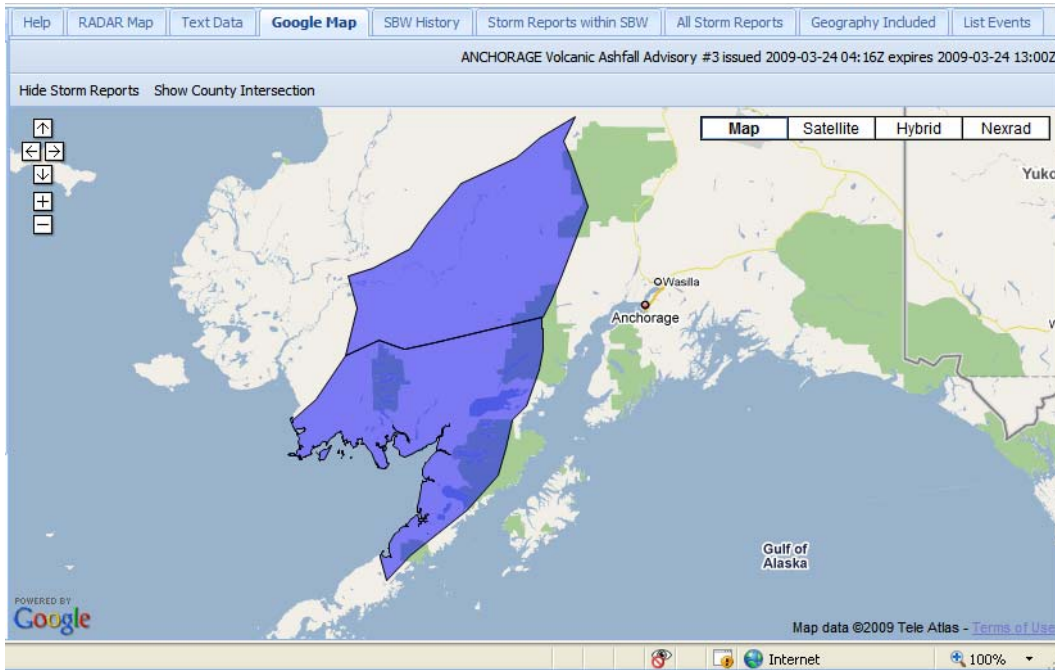 Help RADAR Map Text Data Google Map SBW History Storm Reports within SBW All Storm Reports Geography Included List Events
ANCHORAGE Volcanic Ashfall Advisory #3 issued 2009-03-24 04:16Z expires 2009-03-24 13:00Z
Hide Storm Reports Show County Intersection
Map Satellite Hybrid Nexrad
Yuko
Wasilla
Anchorage
Gulf of
Alaska
POWERED BY
Google
Map data ©2009 Tele Atlas - Terms of Use
Internet 100%